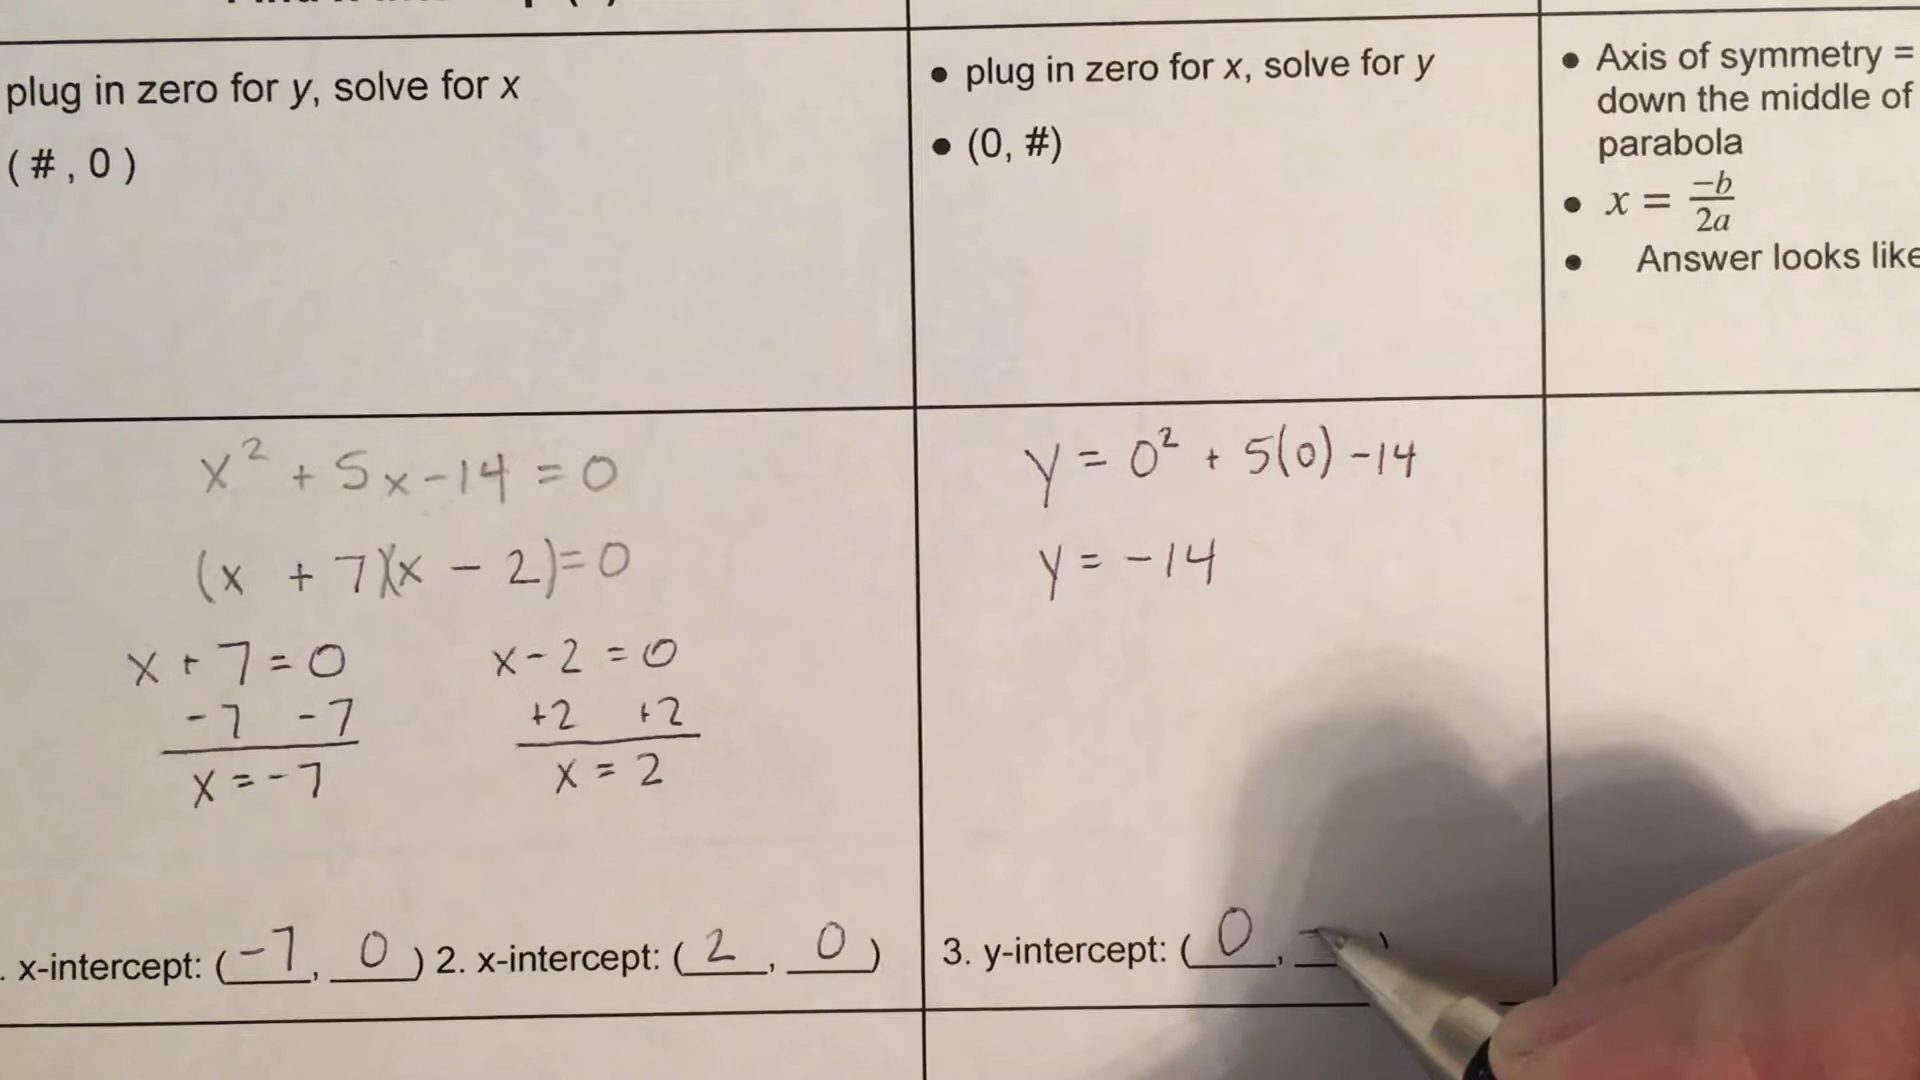 plug in zero for y, solve for x
( # , 0 )
• plug in zero for x, solve for y
• (0, #)
• Axis of symmetry =
down the middle of
parabola
• x = -b/2a
• Answer looks like
x² + 5x - 14 = 0
(x + 7)(x - 2) = 0
x + 7 = 0
- 7 - 7
x = - 7
x - 2 = 0
+2 +2
x = 2
. x-intercept: (-7, 0) 2. x-intercept: (2, 0)
y = 0² + 5(0) - 14
y = - 14
3. y-intercept: (0, -